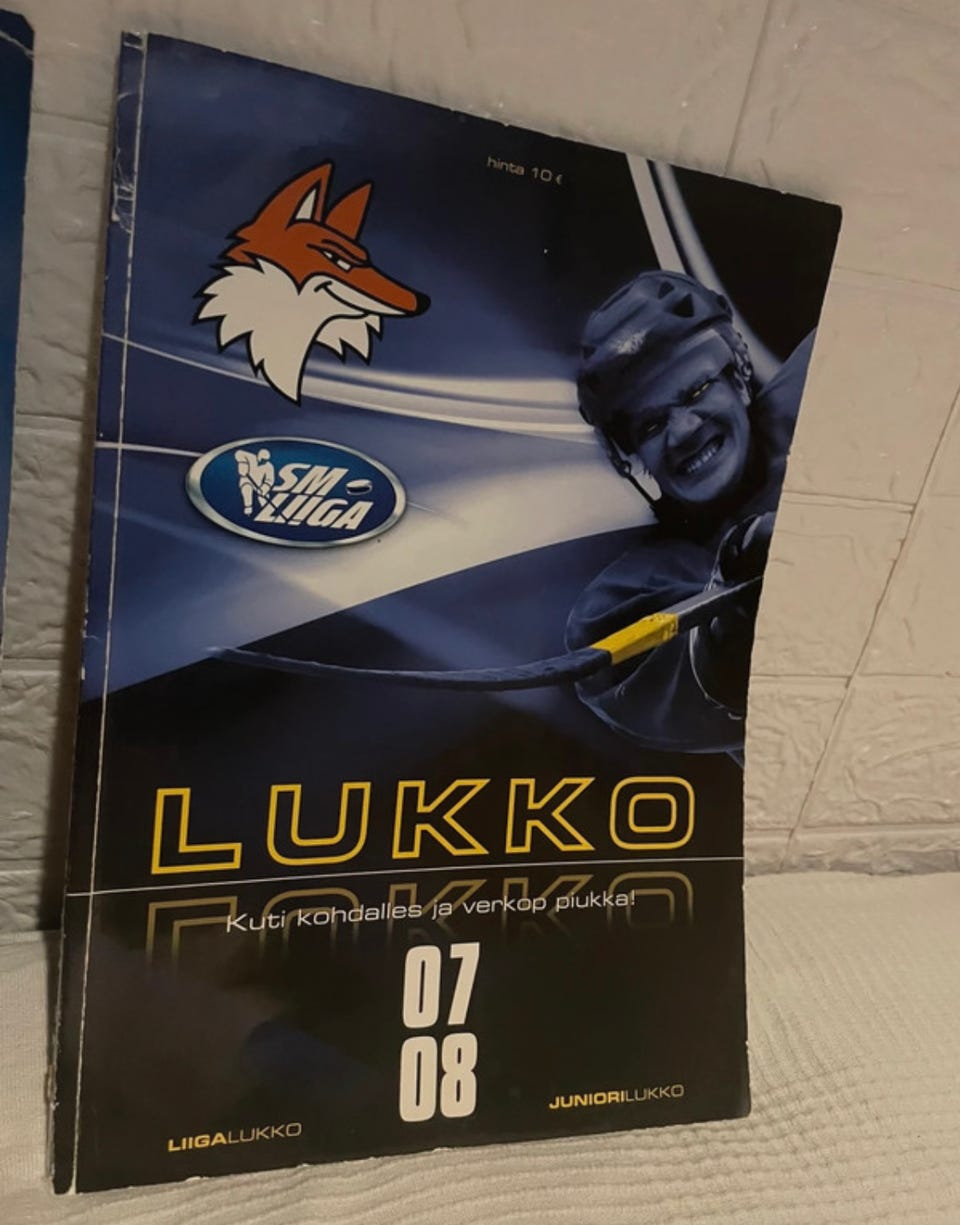 hinta 10 €
SM
LIIGA
LUKKO
Kuti kohdalles ja verkop piukka!
07
08
LIIGALUKKO
JUNIORILUKKO